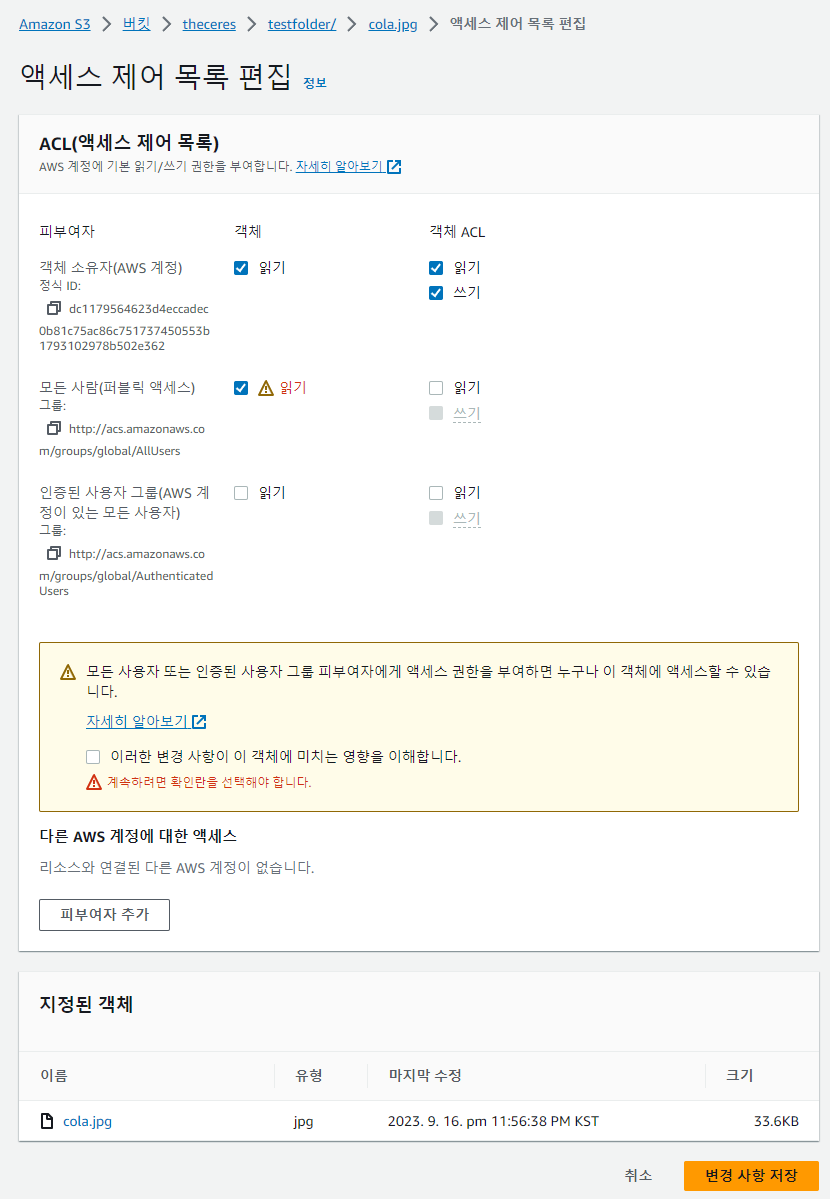 Amazon S3 > 버킷 > theceres > testfolder/ > cola.jpg > 액세스 제어 목록 편집
액세스 제어 목록 편집 정보
ACL(액세스 제어 목록)
AWS 계정에 기본 읽기/쓰기 권한을 부여합니다. 자세히 알아보기
피부여자 객체 객체 ACL
객체 소유자(AWS 계정) 읽기 읽기
정식 ID: 쓰기
dc1179564623d4eccadec
0b81c75ac86c751737450553b
1793102978b502e362
모든 사람(퍼블릭 액세스) 읽기 읽기
그룹: 쓰기
http://acs.amazonaws.co
m/groups/global/AllUsers
인증된 사용자 그룹(AWS 계 읽기 읽기
정이 있는 모든 사용자) 쓰기
그룹:
http://acs.amazonaws.co
m/groups/global/Authenticated
Users
모든 사용자 또는 인증된 사용자 그룹 피부여자에게 액세스 권한을 부여하면 누구나 이 객체에 액세스할 수 있습
니다.
자세히 알아보기
이러한 변경 사항이 이 객체에 미치는 영향을 이해합니다.
계속하려면 확인란을 선택해야 합니다.
다른 AWS 계정에 대한 액세스
리소스와 연결된 다른 AWS 계정이 없습니다.
피부여자 추가
지정된 객체
이름 유형 마지막 수정 크기
cola.jpg jpg 2023. 9. 16. pm 11:56:38 PM KST 33.6KB
취소 변경 사항 저장